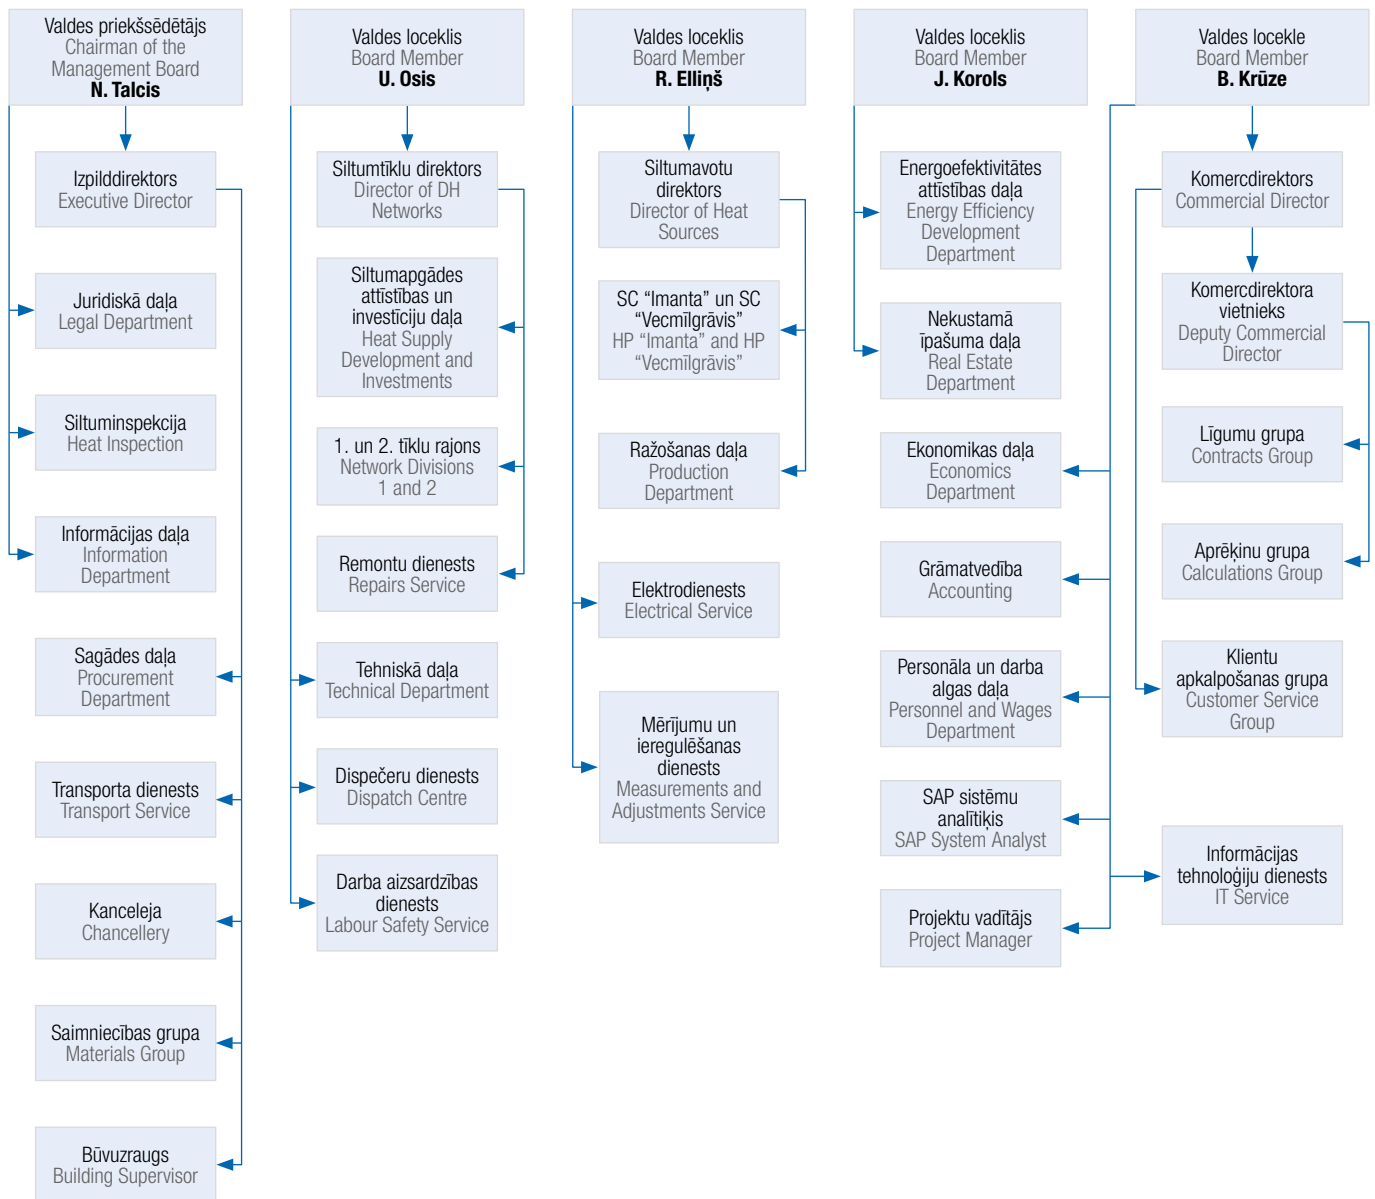 Valdes priekšsēdētājs
Chairman of the
Management Board
N. Talcis
Izpilddirektors
Executive Director
Juridiskā daļa
Legal Department
Siltuminspekcija
Heat Inspection
Informācijas daļa
Information
Department
Sagādes daļa
Procurement
Department
Transporta dienests
Transport Service
Kanceleja
Chancellery
Saimniecības grupa
Materials Group
Būvuzraugs
Building Supervisor
Valdes loceklis
Board Member
U. Osis
Siltumtīklu direktors
Director of DH
Networks
Siltumapgādes
attīstības un
investīciju daļa
Heat Supply
Development and
Investments
1. un 2. tīklu rajons
Network Divisions
1 and 2
Remontu dienests
Repairs Service
Tehniskā daļa
Technical Department
Dispečeru dienests
Dispatch Centre
Darba aizsardzības
dienests
Labour Safety Service
Valdes loceklis
Board Member
R. Elliņš
Siltumavotu
direktors
Director of Heat
Sources
SC “Imanta” un SC
“Vecmīlgrāvis”
HP “Imanta” and HP
“Vecmīlgrāvis”
Ražošanas daļa
Production
Department
Elektrodienests
Electrical Service
Mērījumu un
ieregulēšanas
dienests
Measurements and
Adjustments Service
Valdes loceklis
Board Member
J. Korols
Energoefektivitātes
attīstības daļa
Energy Efficiency
Development
Department
Nekustamā
īpašuma daļa
Real Estate
Department
Ekonomikas daļa
Economics
Department
Grāmatvedība
Accounting
Personāla un darba
algas daļa
Personnel and Wages
Department
SAP sistēmu
analītiķis
SAP System Analyst
Projektu vadītājs
Project Manager
Valdes locekle
Board Member
B. Krūze
Komercdirektors
Commercial Director
Komercdirektora
vietnieks
Deputy Commercial
Director
Līgumu grupa
Contracts Group
Aprēķinu grupa
Calculations Group
Klientu
apkalpošanas grupa
Customer Service
Group
Informācijas
tehnoloģiju dienests
IT Service